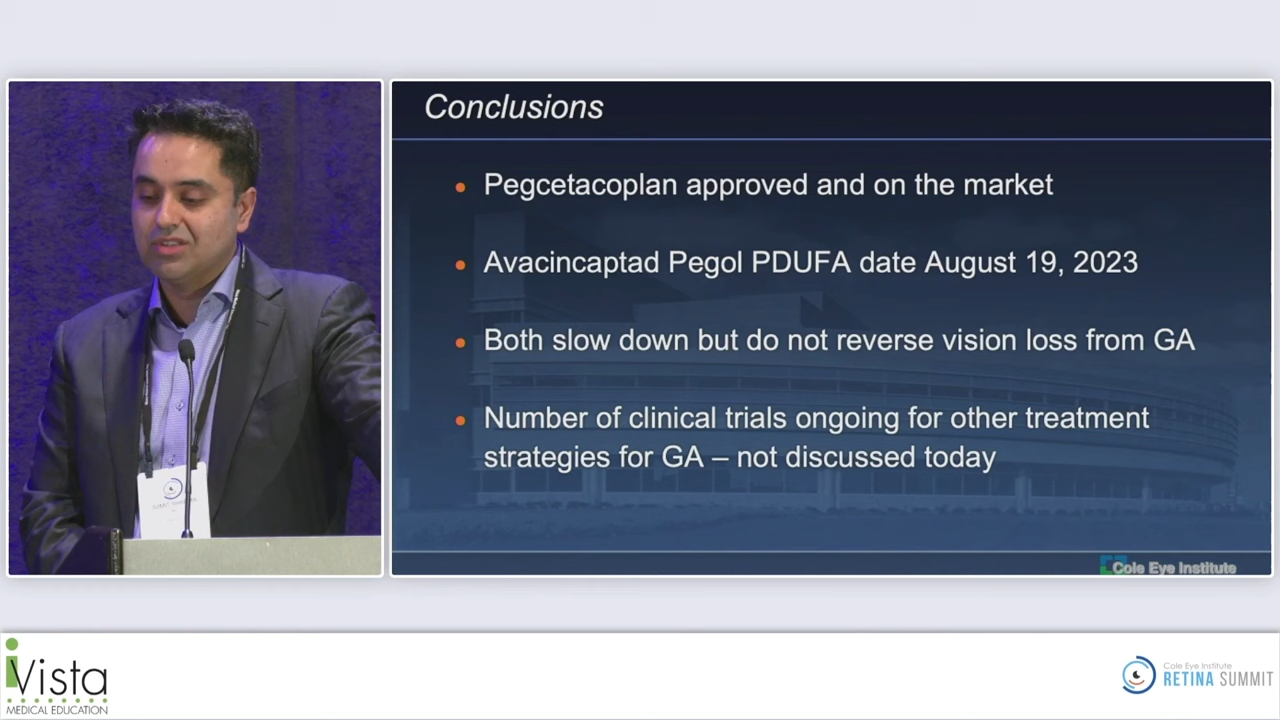 Conclusions
Pegcetacoplan approved and on the market
Avacincaptad Pegol PDUFA date August 19, 2023
Both slow down but do not reverse vision loss from GA
Number of clinical trials ongoing for other treatment
strategies for GA – not discussed today
Cole Eye Institute
iVista
MEDICAL EDUCATION
Cole Eye Institute
RETINA SUMMIT